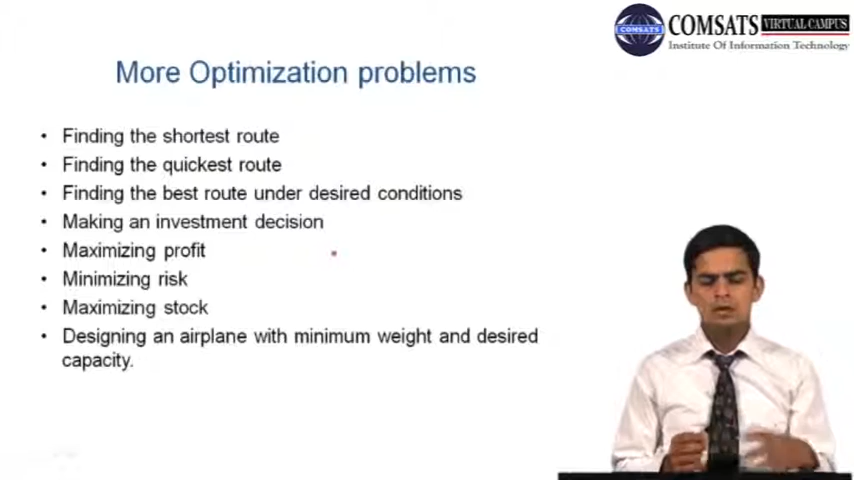 COMSATS VIRTUAL CAMPUS
Institute Of Information Technology
COMSATS
More Optimization problems
• Finding the shortest route
• Finding the quickest route
• Finding the best route under desired conditions
• Making an investment decision
• Maximizing profit
• Minimizing risk
• Maximizing stock
• Designing an airplane with minimum weight and desired
capacity.